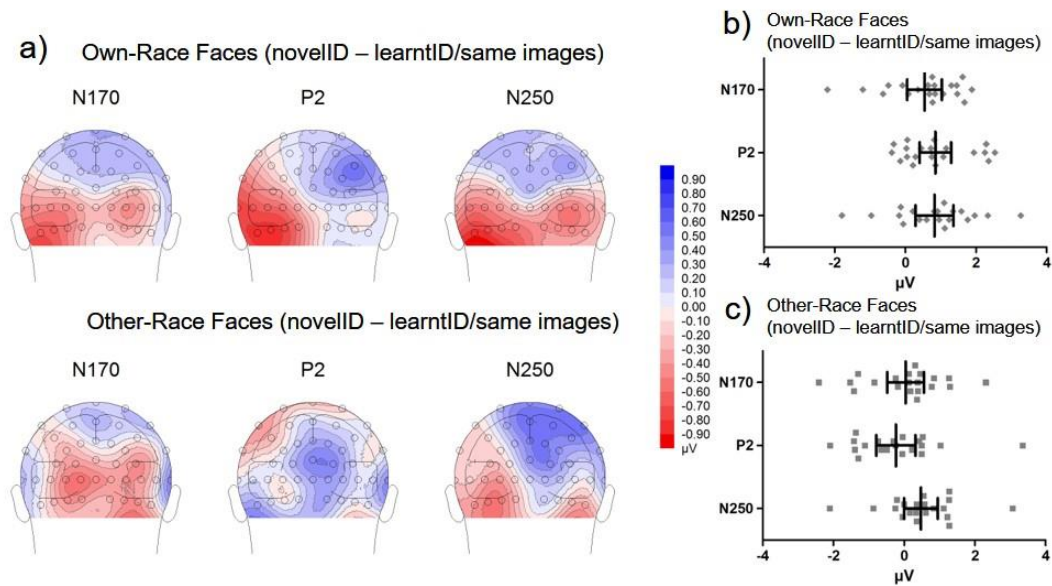 a)
Own-Race Faces (novelID – learntID/same images)
N170
P2
N250
0.90
0.80
0.70
0.60
0.50
0.40
0.30
0.20
0.10
0.00
-0.10
-0.20
-0.30
-0.40
-0.50
-0.60
-0.70
-0.80
-0.90
µV
Other-Race Faces (novelID – learntID/same images)
N170
P2
N250
b)
Own-Race Faces
(novelID – learntID/same images)
N170
P2
N250
-4
-2
0
2
4
µV
c)
Other-Race Faces
(novelID – learntID/same images)
N170
P2
N250
-4
-2
0
2
4
µV